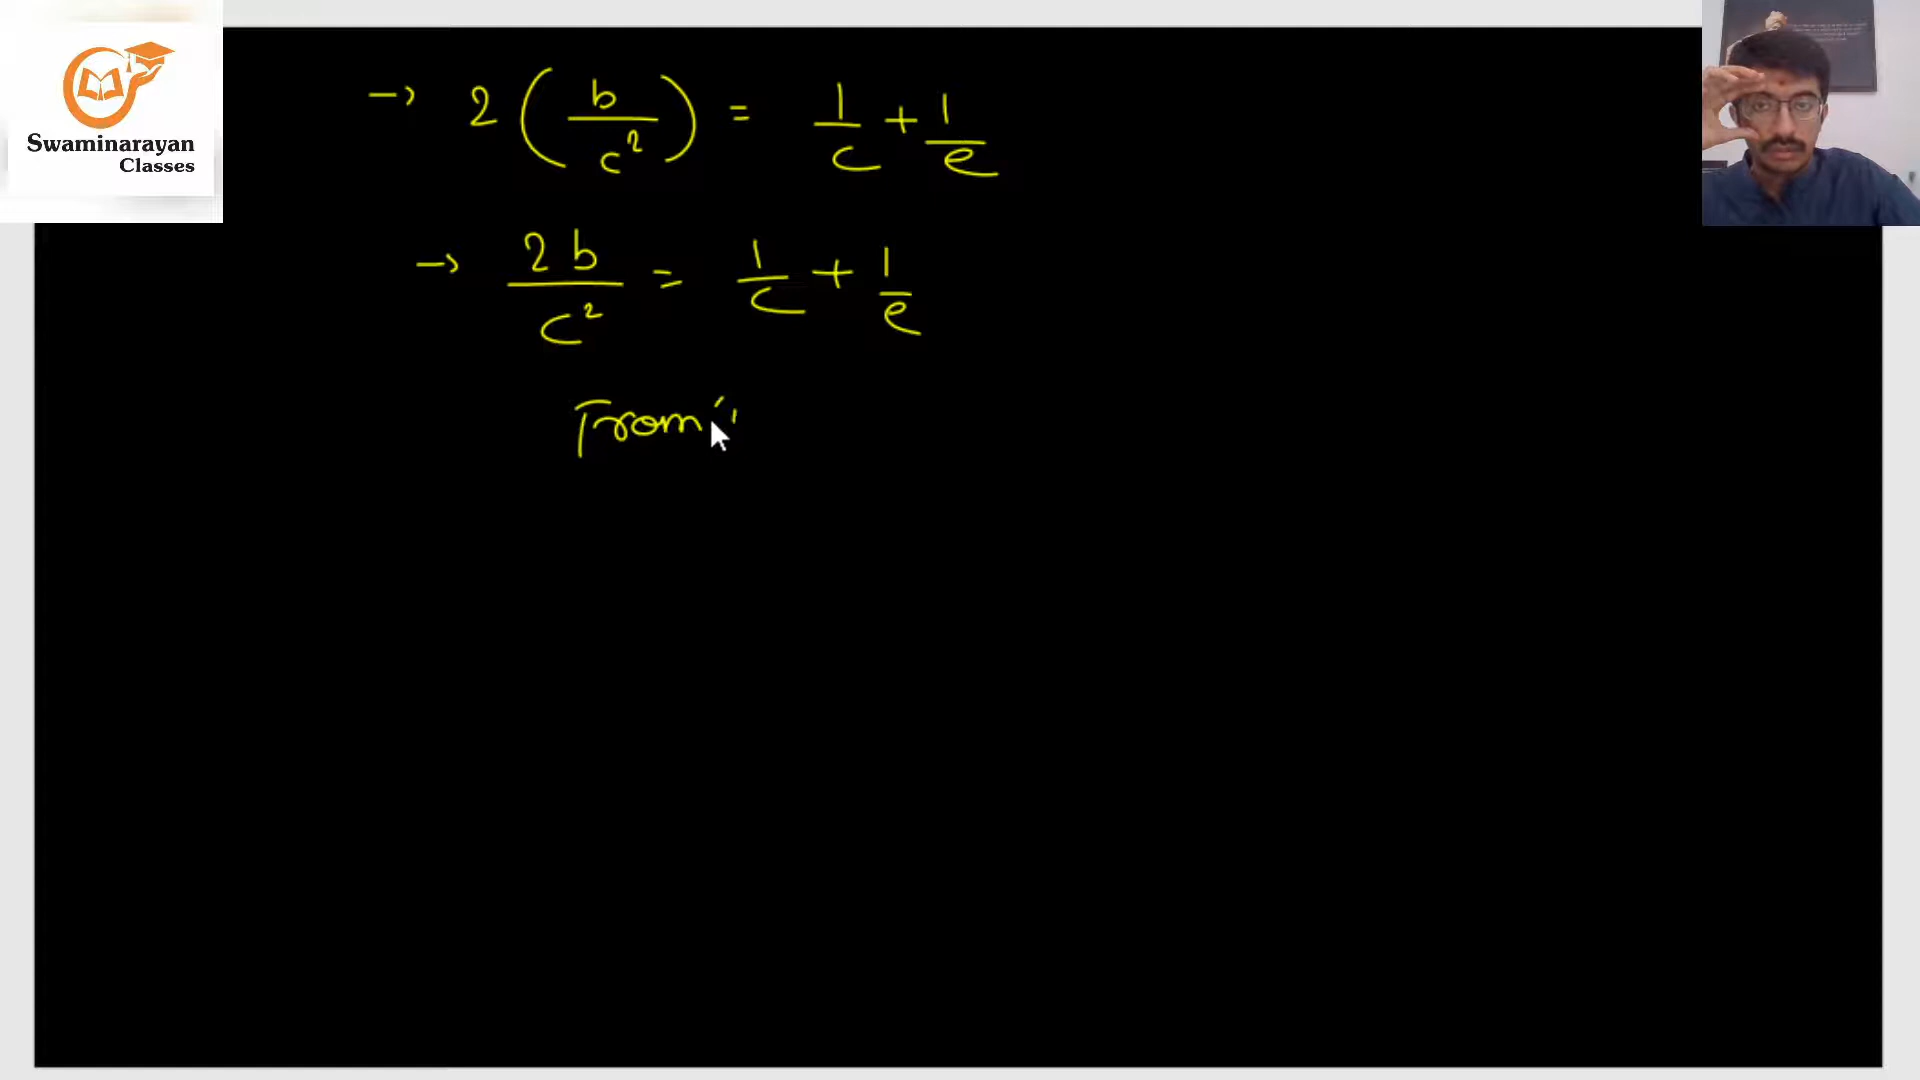 Swaminarayan
Classes
→ 2 ( b / c² ) = 1/c + 1/e
→ 2b / c² = 1/c + 1/e
From